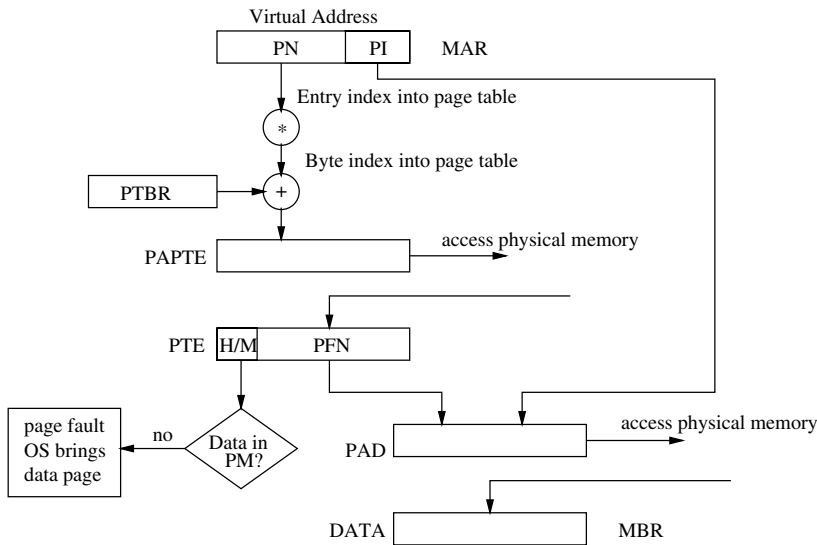 Virtual Address
PN PI MAR
Entry index into page table
*
Byte index into page table
PTBR +
access physical memory
PAPTE
PTE H/M PFN
page fault
OS brings
data page
no
Data in
PM?
access physical memory
PAD
DATA MBR